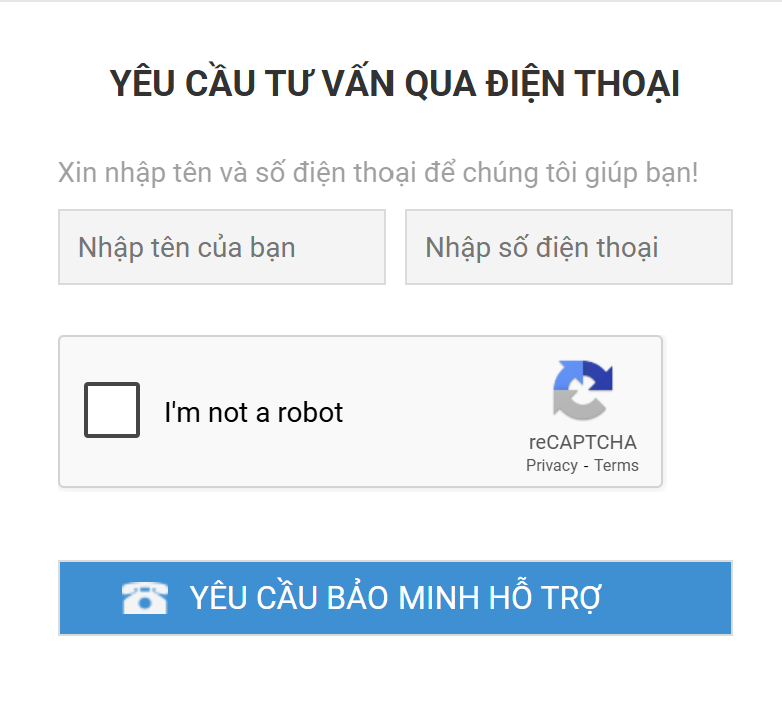 YÊU CẦU TƯ VẤN QUA ĐIỆN THOẠI
Xin nhập tên và số điện thoại để chúng tôi giúp bạn!
Nhập tên của bạn
Nhập số điện thoại
I'm not a robot
reCAPTCHA
Privacy - Terms
YÊU CẦU BẢO MINH HỖ TRỢ